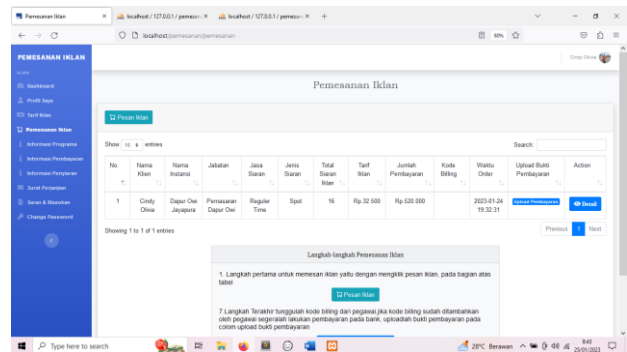 Pemesanan Iklan
localhost / 127.0.0.1 / pemesan
localhost / 127.0.0.1 / pemesan
localhost/pemesanan/pemesanan
80%
PEMESANAN IKLAN
Cindy Olivia
Dashboard
Profil Saya
Tarif Iklan
Pemesanan Iklan
Informasi Programa
Informasi Pembayaran
Informasi Penyiaran
Surat Perjanjian
Saran & Masukan
Change Password
Pemesanan Iklan
Pesan Iklan
Show 10 entries
Search:
No. Nama Klien Nama Instansi Jabatan Jasa Siaran Jenis Siaran Total Siaran Iklan Tarif Iklan Jumlah Pembayaran Kode Billing Waktu Order Upload Bukti Pembayaran Action
1 Cindy Olivia Dapur Owi Jayapura Pemasaran Dapur Owi Reguler Time Spot 16 Rp.32.500 Rp.520.000 2023-01-24 19:32:31 Upload Pembayaran Detail
Showing 1 to 1 of 1 entries
Previous 1 Next
Langkah-langkah Pemesanan Iklan
1. Langkah pertama untuk memesan iklan yaitu dengan mengklik pesan iklan, pada bagian atas
tabel
Pesan Iklan
7.Langkah Terakhir tunggulah kode biling dari pegawai,jika kode biling sudah ditambahkan
oleh pegawai segeralah lakukan pembayaran pada bank, uploadlah bukti pembayaran pada
colom upload bukti pembayaran
Type here to search
28°C Berawan
8:43
25/01/2023